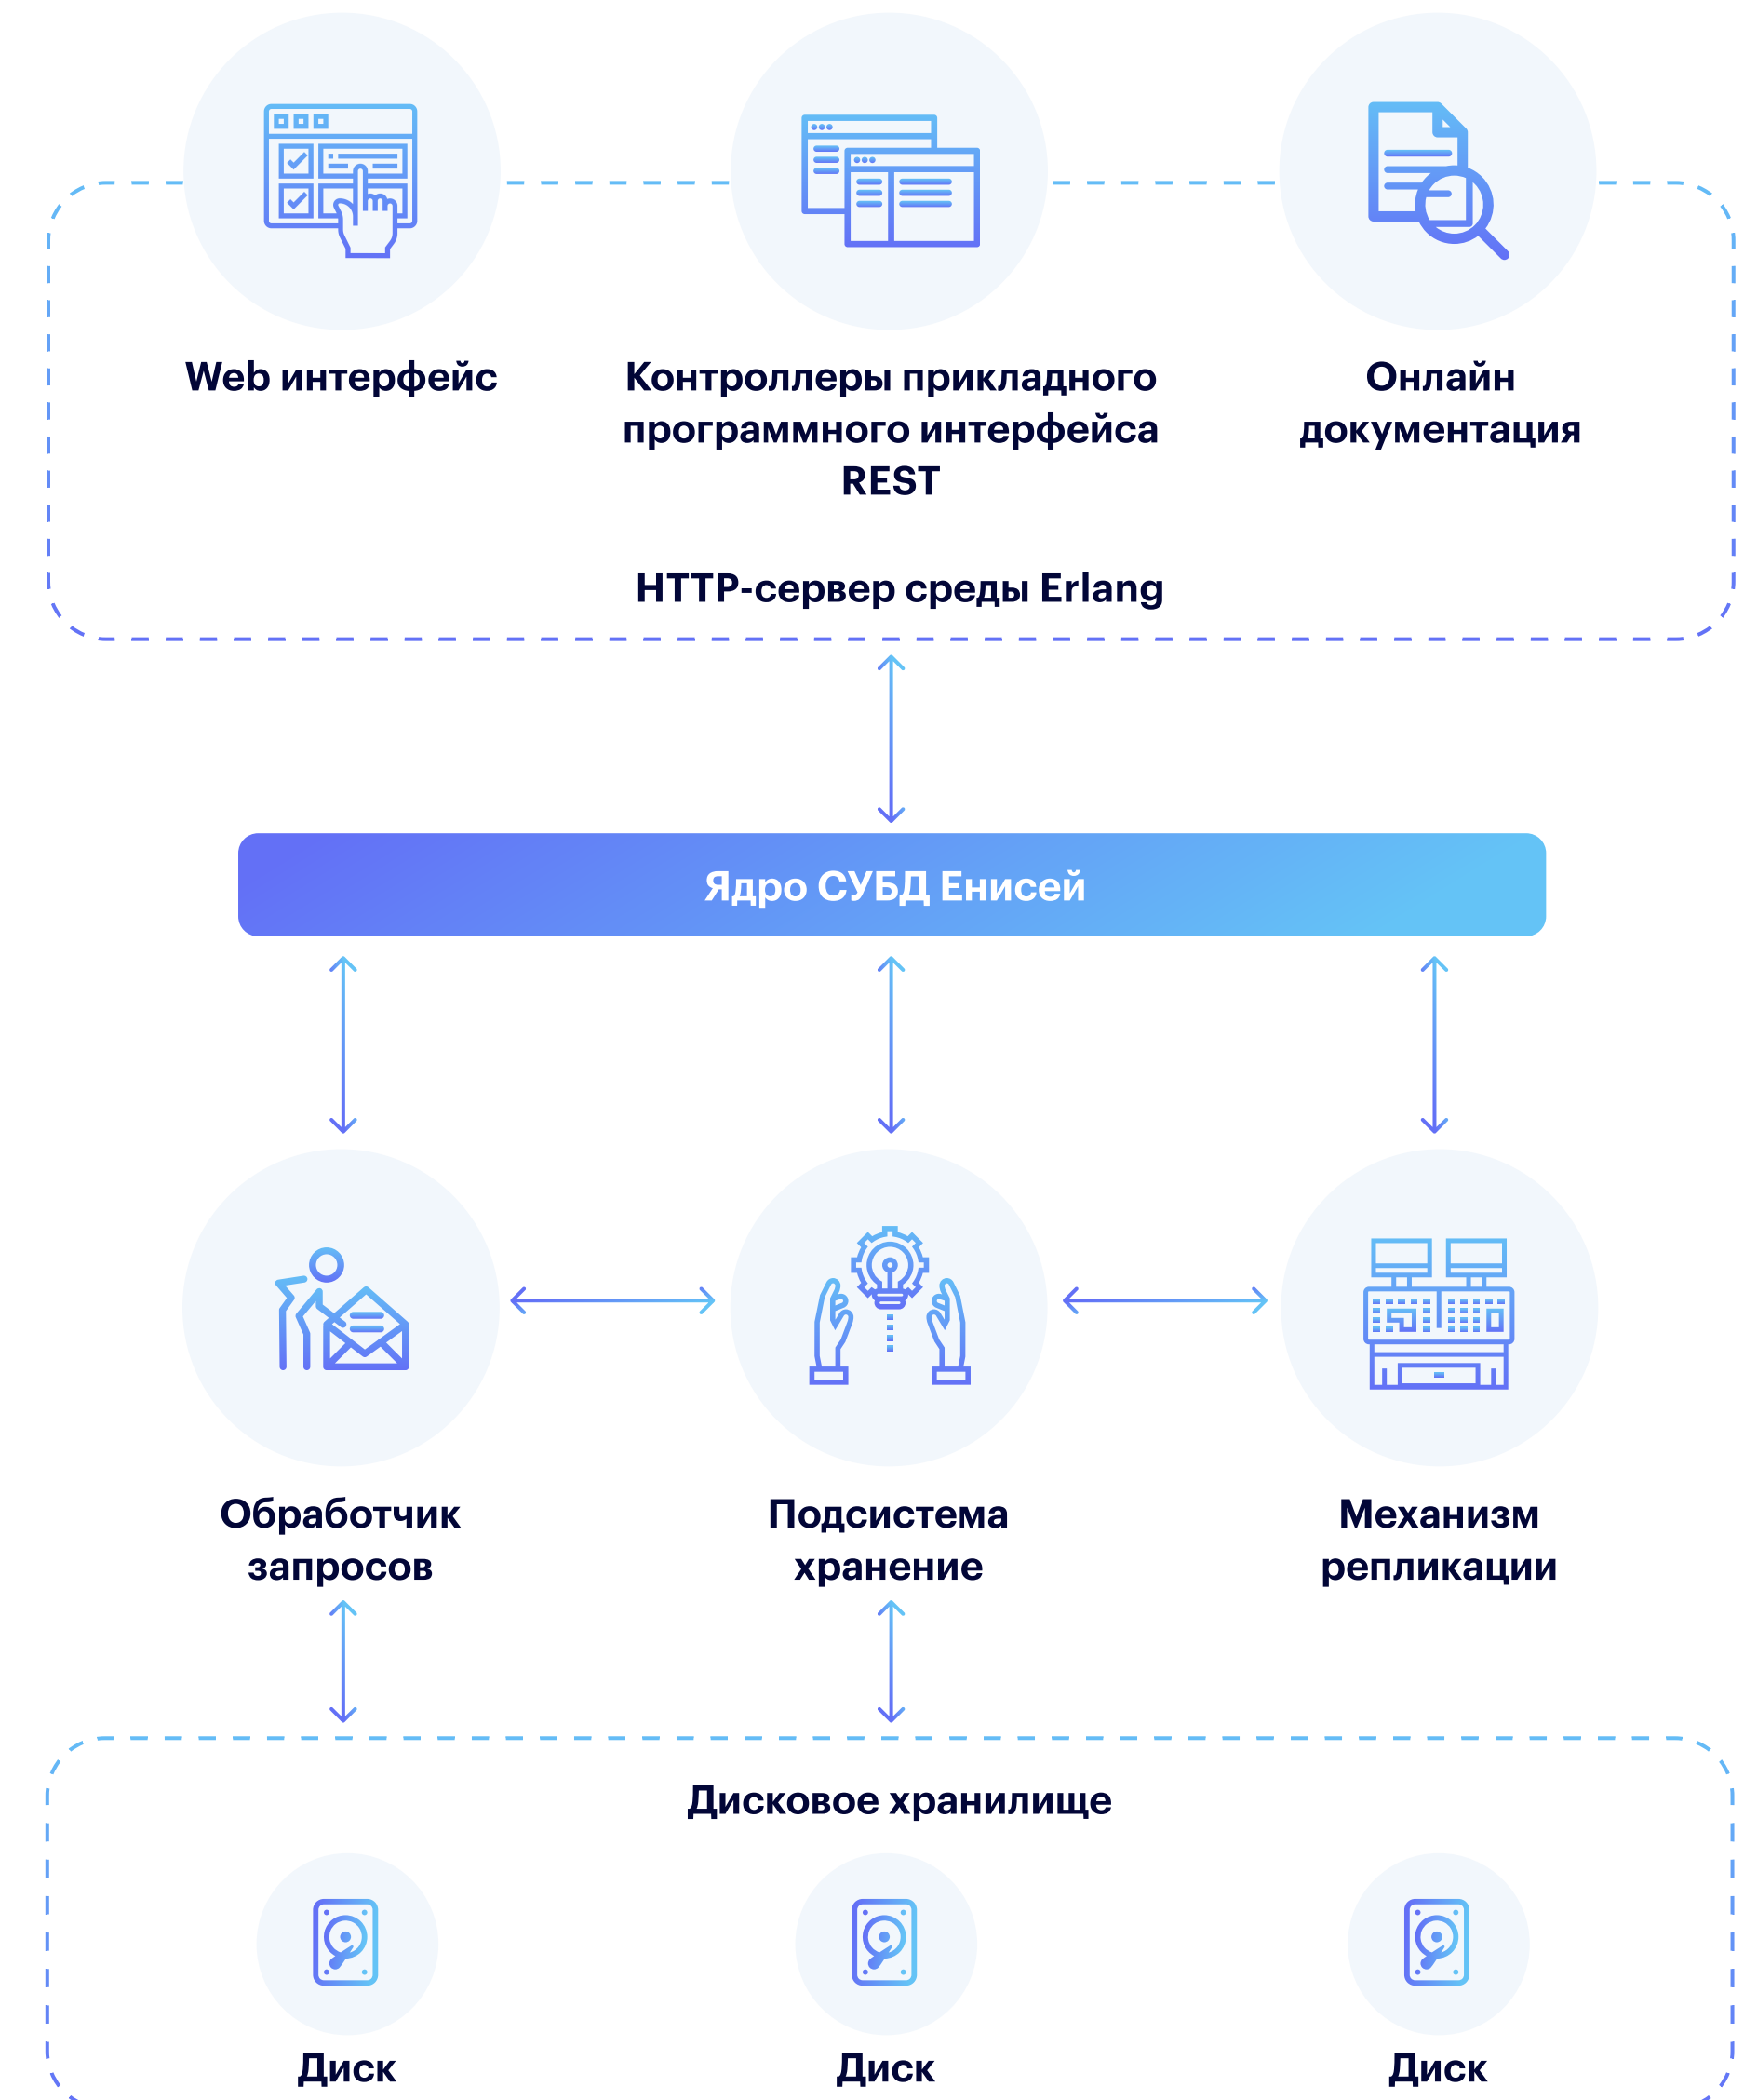 Web интерфейс
Контроллеры прикладного
программного интерфейса
REST
Онлайн
документация
HTTP-сервер среды Erlang
Ядро СУБД Енисей
Обработчик
запросов
Подсистема
хранение
Механизм
репликации
Дисковое хранилище
Диск
Диск
Диск